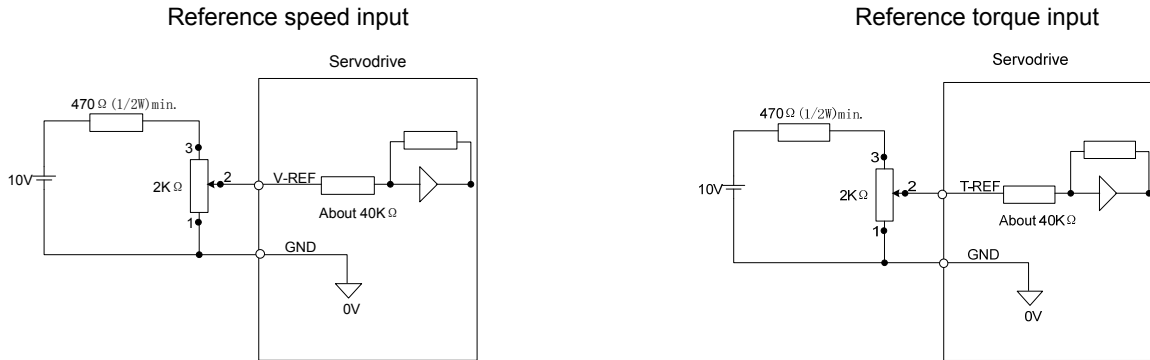 Reference speed input
Servodrive
470Ω(1/2W)min.
3
10V
2KΩ
2
V-REF
About 40KΩ
1
GND
0V
Reference torque input
Servodrive
470Ω(1/2W)min.
3
10V
2KΩ
2
T-REF
About 40KΩ
1
GND
0V